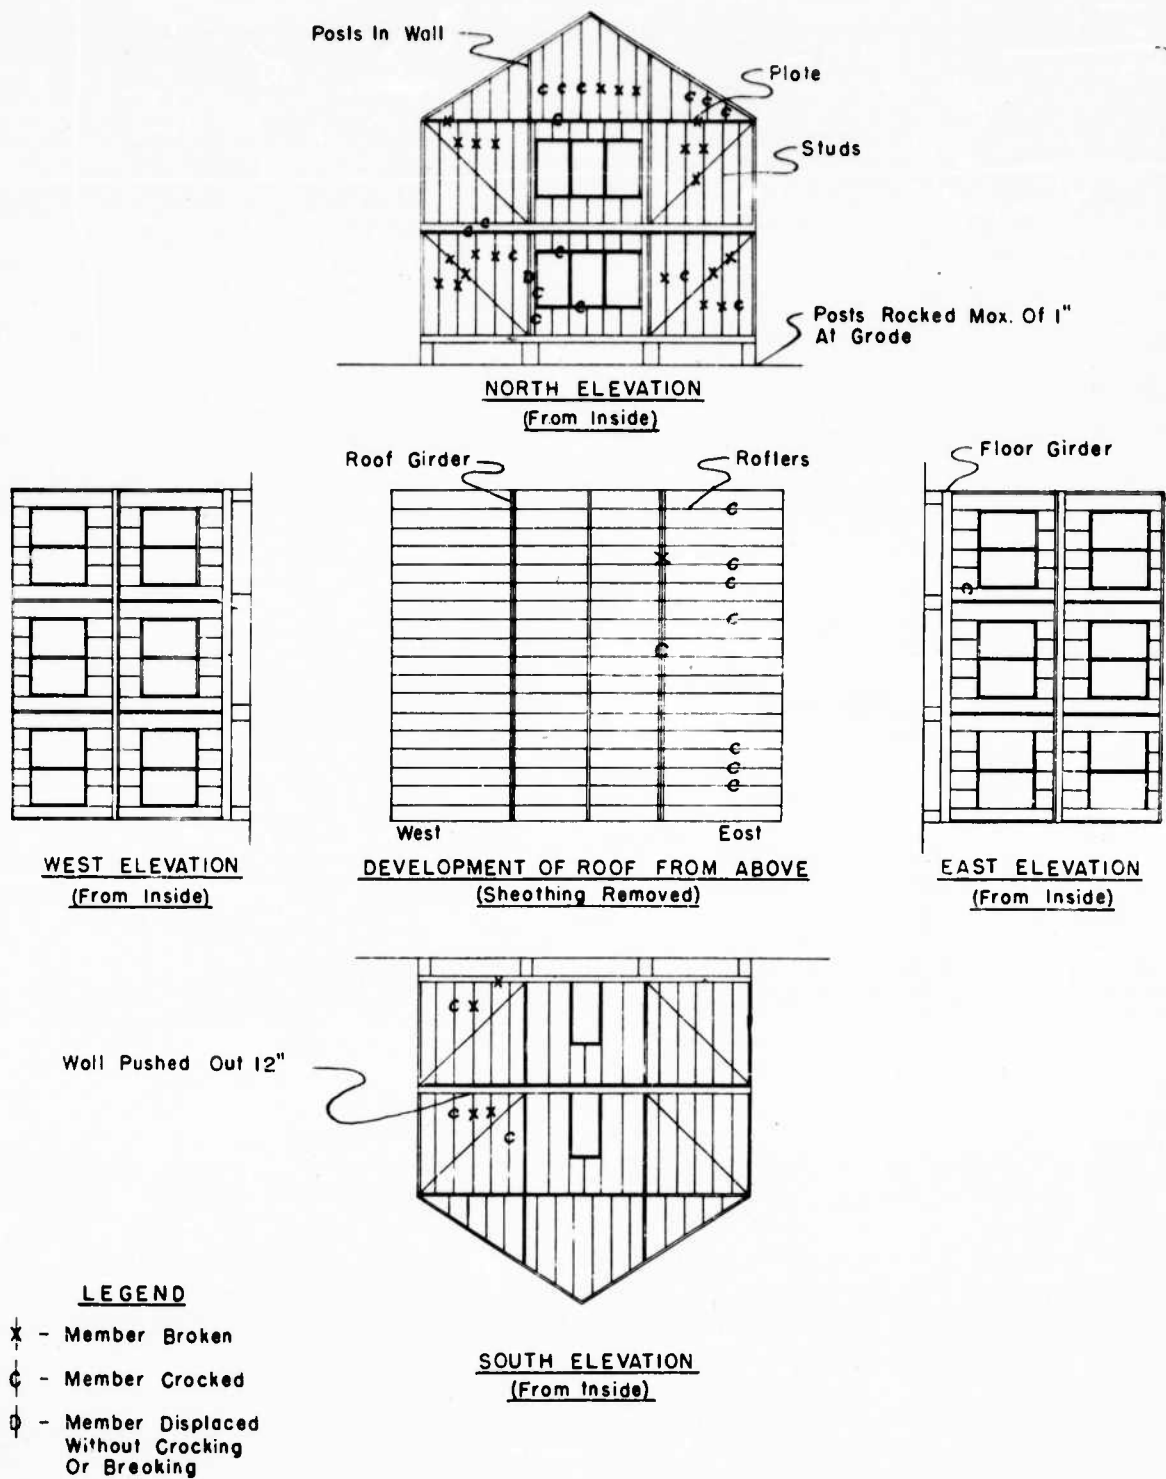 Posts In Wall
Plate
Studs
Posts Rocked Max. Of 1"
At Grade
NORTH ELEVATION
(From Inside)
Roof Girder
Rafters
Floor Girder
West
East
WEST ELEVATION
(From Inside)
DEVELOPMENT OF ROOF FROM ABOVE
(Sheathing Removed)
EAST ELEVATION
(From Inside)
Wall Pushed Out 12"
LEGEND
X - Member Broken
C - Member Cracked
D - Member Displaced
Without Cracking
Or Breaking
SOUTH ELEVATION
(From Inside)